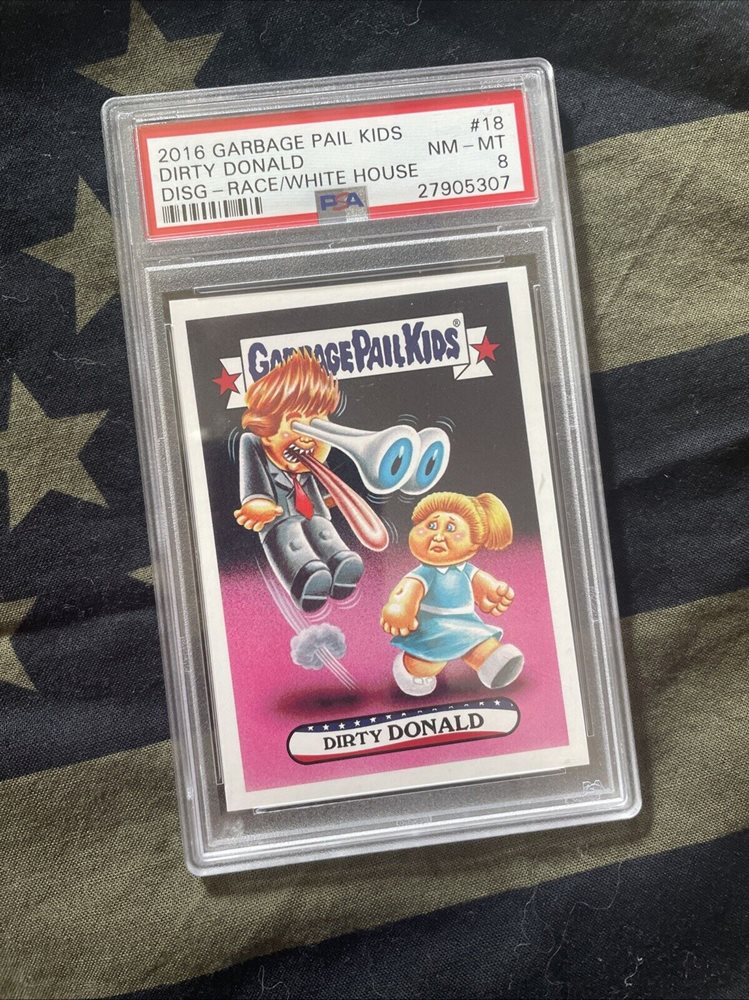 2016 GARBAGE PAIL KIDS #18
DIRTY DONALD NM – MT
DISG – RACE/WHITE HOUSE 8
PSA 27905307
GARBAGE PAIL KIDS®
DIRTY DONALD